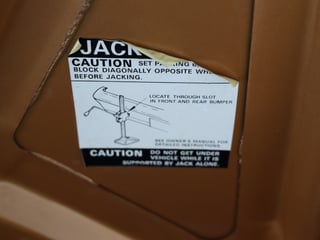 JACK
CAUTION SET PARKING
BLOCK DIAGONALLY OPPOSITE
BEFORE JACKING.
LOCATE THROUGH SLOT
IN FRONT AND REAR BUMPER
SEE OWNER'S MANUAL FOR
DETAILED INSTRUCTIONS.
CAUTION DO NOT GET UNDER
VEHICLE WHILE IT IS
SUPPORTED BY JACK ALONE.